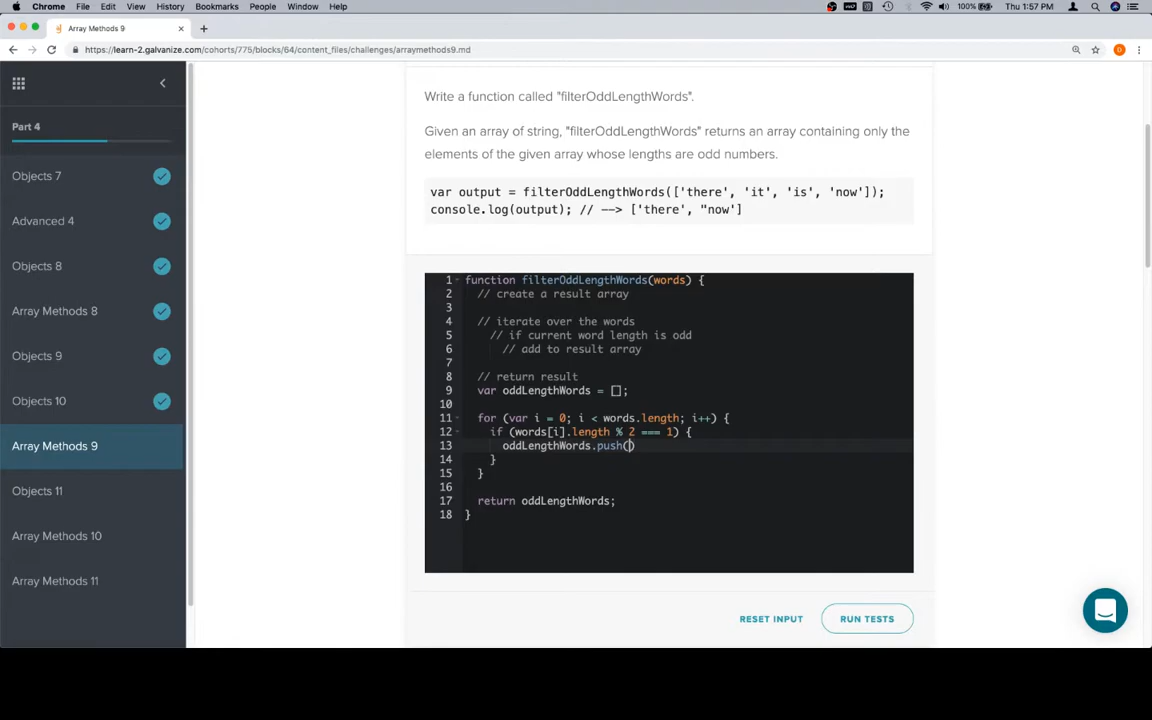 Chrome File Edit View History Bookmarks People Window Help 100% Thu 1:57 PM
Array Methods 9
https://learn-2.galvanize.com/cohorts/775/blocks/64/content_files/challenges/arraymethods9.md
Part 4
Objects 7
Advanced 4
Objects 8
Array Methods 8
Objects 9
Objects 10
Array Methods 9
Objects 11
Array Methods 10
Array Methods 11
Write a function called "filterOddLengthWords".
Given an array of string, "filterOddLengthWords" returns an array containing only the
elements of the given array whose lengths are odd numbers.
var output = filterOddLengthWords(['there', 'it', 'is', 'now']);
console.log(output); // --> ['there', "now']
1 function filterOddLengthWords(words) {
2 // create a result array
3
4 // iterate over the words
5 // if current word length is odd
6 // add to result array
7
8 // return result
9 var oddLengthWords = [];
10
11 for (var i = 0; i < words.length; i++) {
12 if (words[i].length % 2 === 1) {
13 oddLengthWords.push()
14 }
15 }
16
17 return oddLengthWords;
18 }
RESET INPUT RUN TESTS